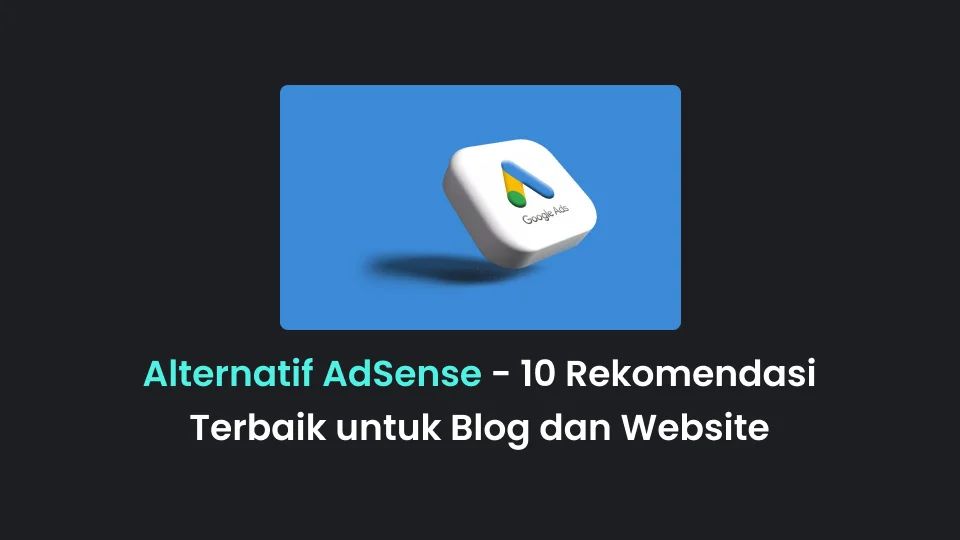 Google Ads
Alternatif AdSense - 10 Rekomendasi
Terbaik untuk Blog dan Website